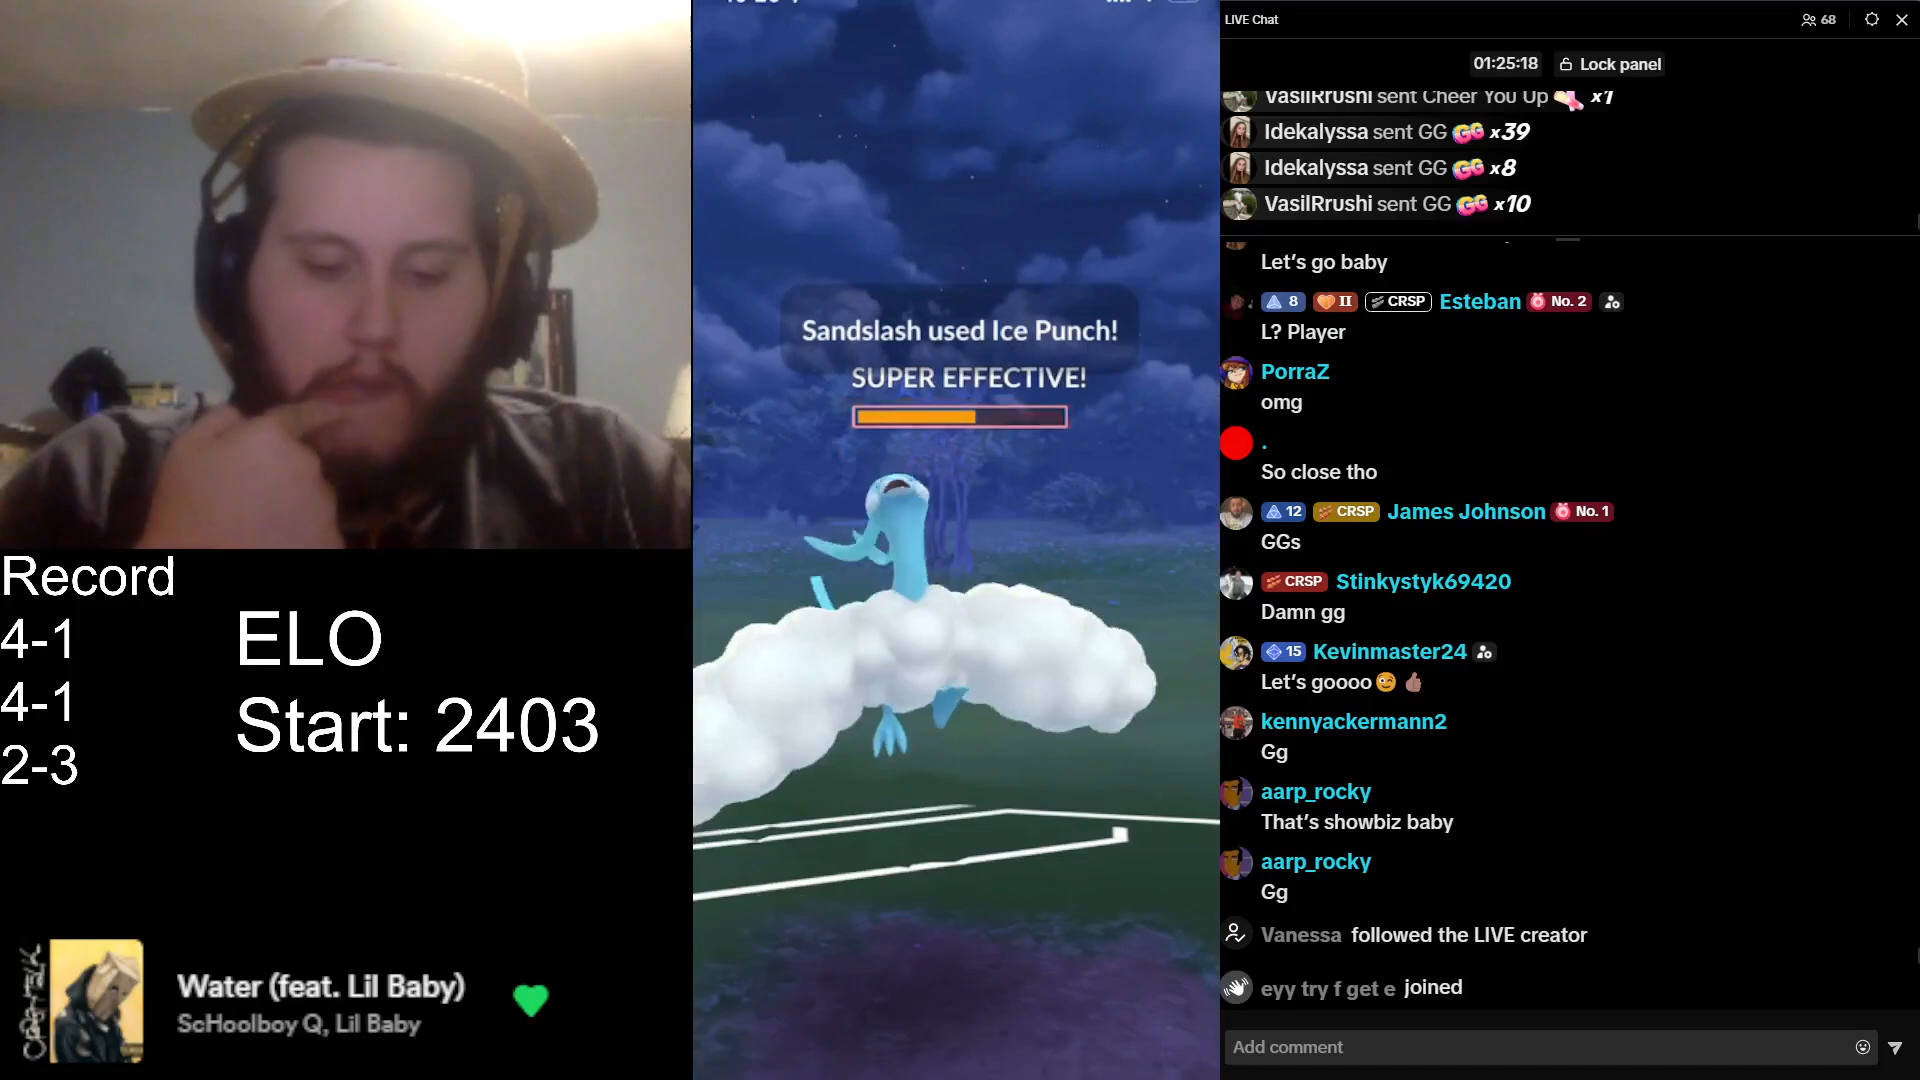 Record
4-1
4-1
2-3
ELO
Start: 2403
Water (feat. Lil Baby)
ScHoolboy Q, Lil Baby
Sandslash used Ice Punch!
SUPER EFFECTIVE!
LIVE Chat
68
01:25:18
Lock panel
VasilRrushi sent Cheer You Up x1
Idekalyssa sent GG GG x39
Idekalyssa sent GG GG x8
VasilRrushi sent GG GG x10
Let's go baby
8 II CRSP Esteban No. 2
L? Player
PorraZ
omg
.
So close tho
12 CRSP James Johnson No. 1
GGs
CRSP Stinkystyk69420
Damn gg
15 Kevinmaster24
Let's goooo😉👍🏽
kennyackermann2
Gg
aarp_rocky
That's showbiz baby
aarp_rocky
Gg
Vanessa followed the LIVE creator
eyy try f get e joined
Add comment